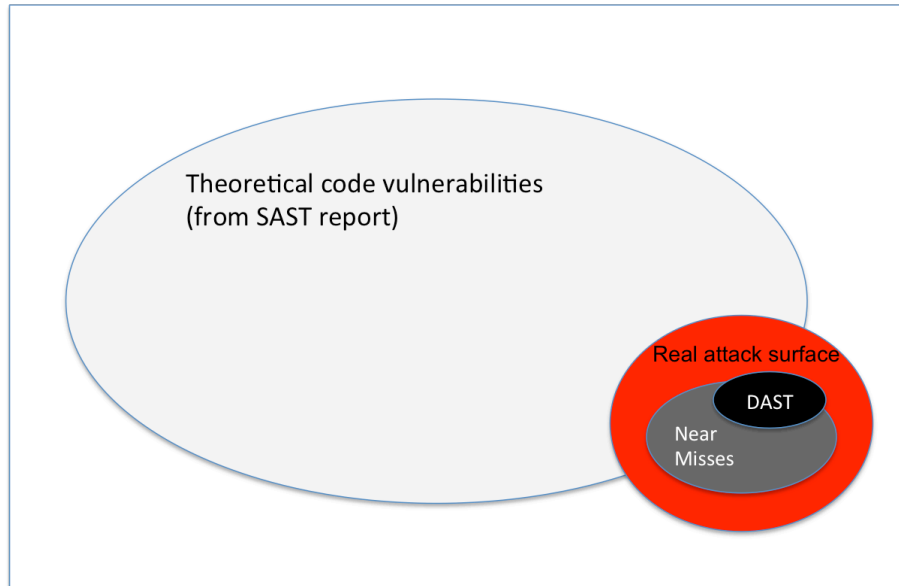 Theoretical code vulnerabilities
(from SAST report)
Real attack surface
DAST
Near
Misses